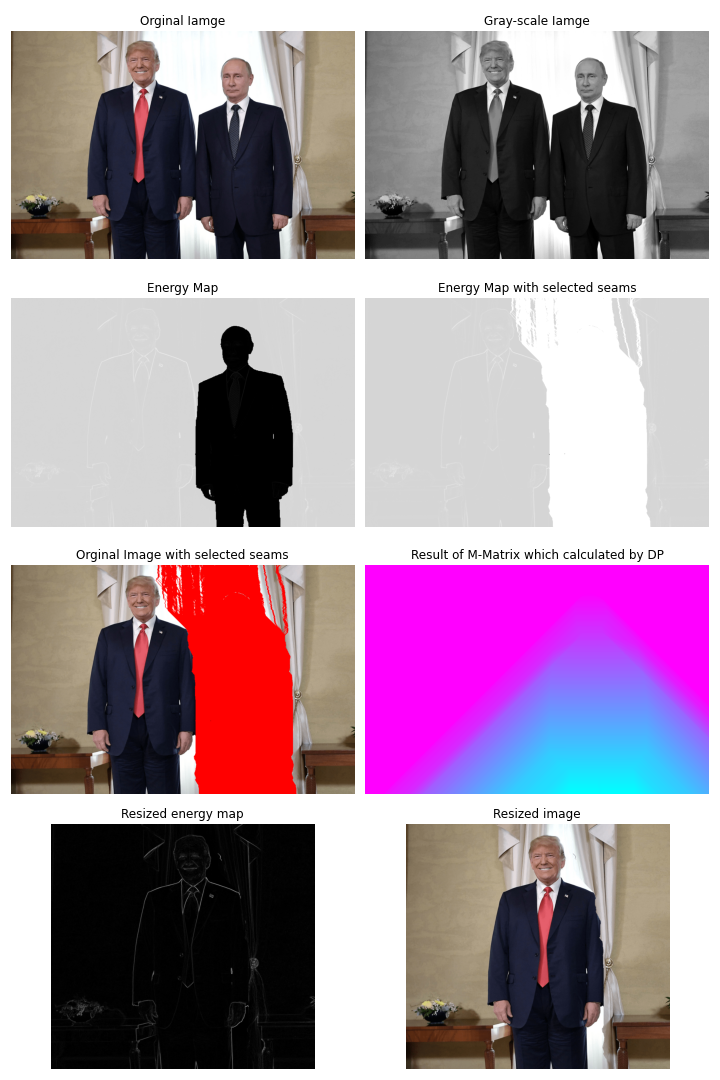 Orginal Iamge
Gray-scale Iamge
Energy Map
Energy Map with selected seams
Orginal Image with selected seams
Result of M-Matrix which calculated by DP
Resized energy map
Resized image